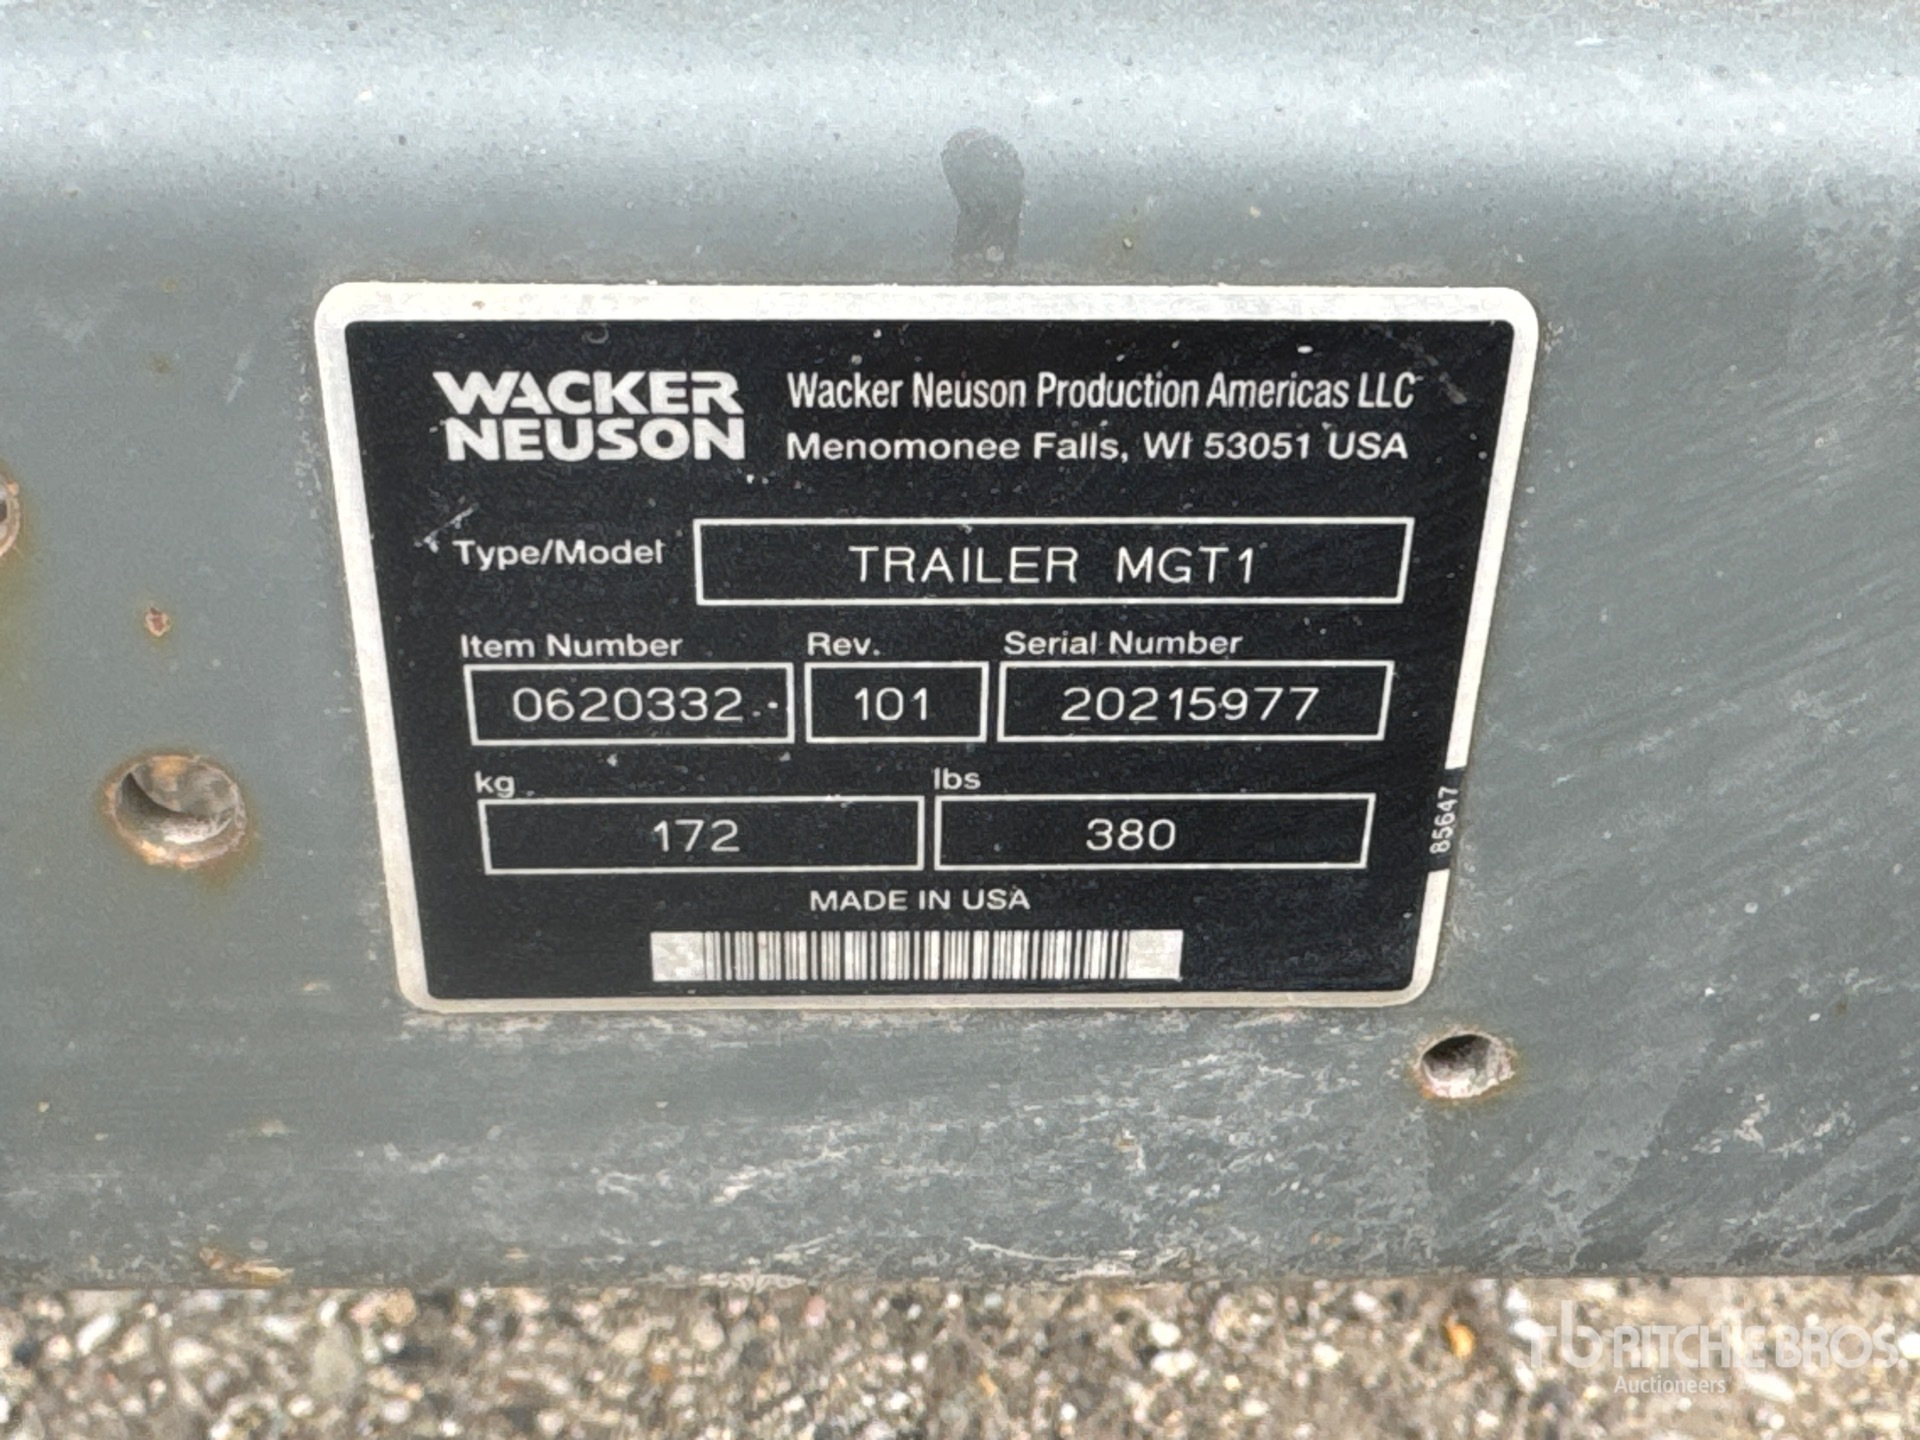 WACKER NEUSON
Wacker Neuson Production Americas LLC
Menomonee Falls, WI 53051 USA
Type/Model
TRAILER MGT1
Item Number
Rev.
Serial Number
0620332
101
20215977
kg
lbs
172
380
85647
MADE IN USA
rb RITCHIE BROS.
Auctioneers